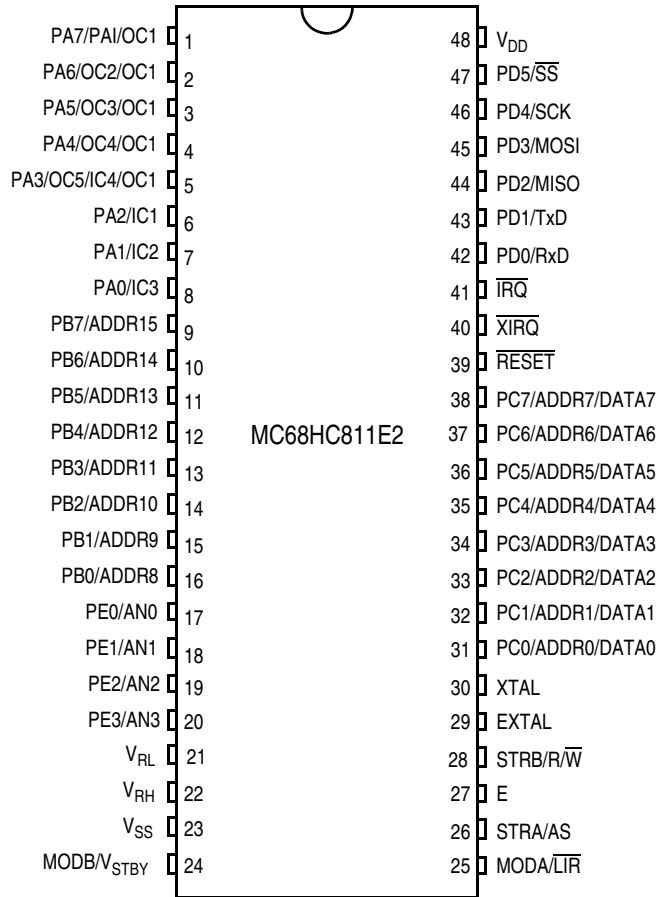 PA7/PAI/OC1 1
PA6/OC2/OC1 2
PA5/OC3/OC1 3
PA4/OC4/OC1 4
PA3/OC5/IC4/OC1 5
PA2/IC1 6
PA1/IC2 7
PA0/IC3 8
PB7/ADDR15 9
PB6/ADDR14 10
PB5/ADDR13 11
PB4/ADDR12 12
PB3/ADDR11 13
PB2/ADDR10 14
PB1/ADDR9 15
PB0/ADDR8 16
PE0/AN0 17
PE1/AN1 18
PE2/AN2 19
PE3/AN3 20
VRL 21
VRH 22
VSS 23
MODB/VSTBY 24
MC68HC811E2
48 VDD
47 PD5/S̅S̅
46 PD4/SCK
45 PD3/MOSI
44 PD2/MISO
43 PD1/TxD
42 PD0/RxD
41 I̅R̅Q̅
40 X̅I̅R̅Q̅
39 R̅E̅S̅E̅T̅
38 PC7/ADDR7/DATA7
37 PC6/ADDR6/DATA6
36 PC5/ADDR5/DATA5
35 PC4/ADDR4/DATA4
34 PC3/ADDR3/DATA3
33 PC2/ADDR2/DATA2
32 PC1/ADDR1/DATA1
31 PC0/ADDR0/DATA0
30 XTAL
29 EXTAL
28 STRB/R/W̅
27 E
26 STRA/AS
25 MODA/L̅I̅R̅